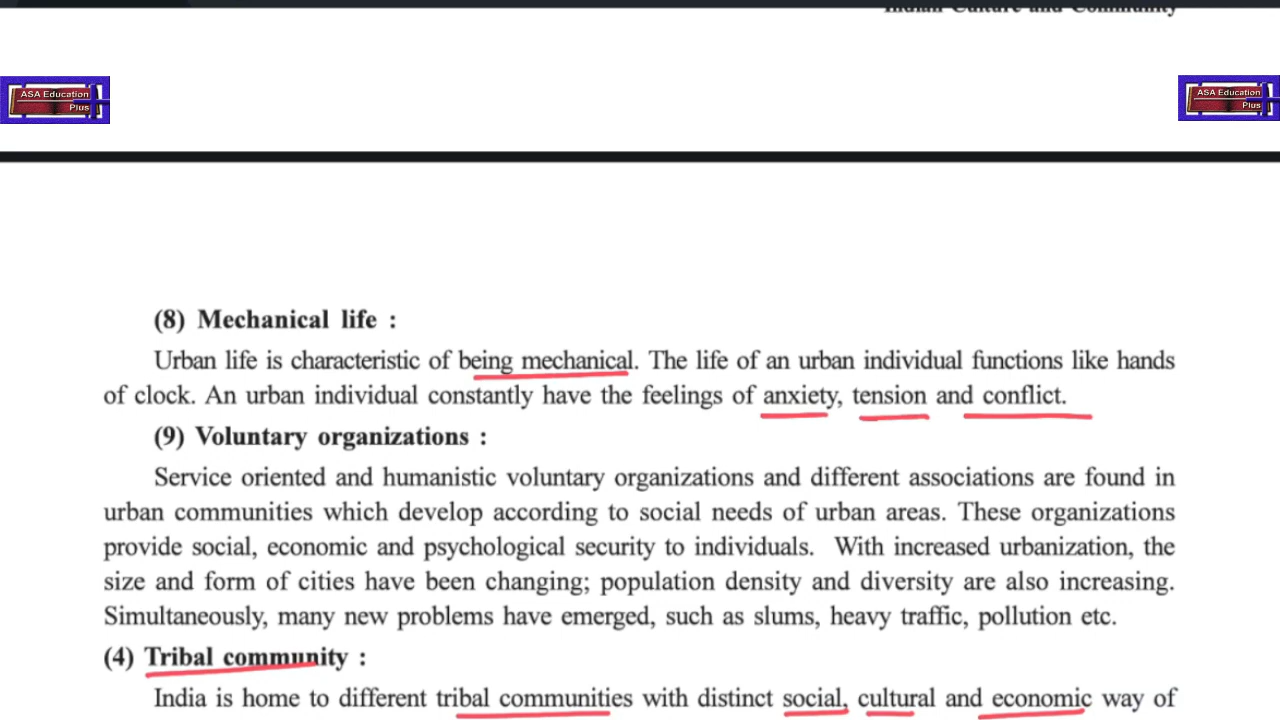 Indian Culture and Community
ASA Education
Plus
ASA Education
Plus
(8) Mechanical life :
Urban life is characteristic of being mechanical. The life of an urban individual functions like hands
of clock. An urban individual constantly have the feelings of anxiety, tension and conflict.
(9) Voluntary organizations :
Service oriented and humanistic voluntary organizations and different associations are found in
urban communities which develop according to social needs of urban areas. These organizations
provide social, economic and psychological security to individuals. With increased urbanization, the
size and form of cities have been changing; population density and diversity are also increasing.
Simultaneously, many new problems have emerged, such as slums, heavy traffic, pollution etc.
(4) Tribal community :
India is home to different tribal communities with distinct social, cultural and economic way of